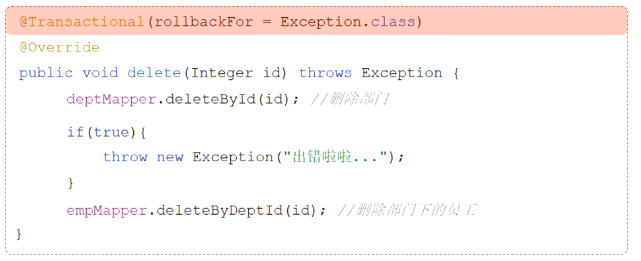 @Transactional(rollbackFor = Exception.class)
@Override
public void delete(Integer id) throws Exception {
deptMapper.deleteById(id); //删除部门
if(true){
throw new Exception("出错啦啦...");
}
empMapper.deleteByDeptId(id); //删除部门下的员工
}